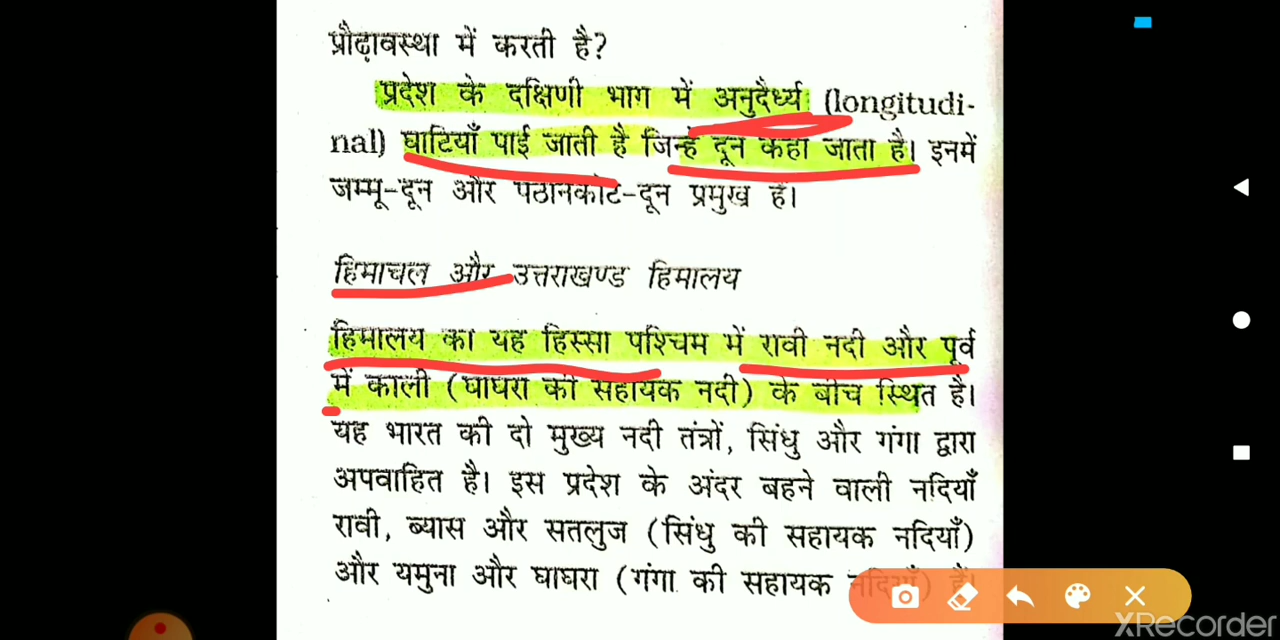 प्रौढ़ावस्था में करती है?
प्रदेश के दक्षिणी भाग में अनुदैर्ध्य (longitudi-
nal) घाटियाँ पाई जाती है जिन्हें दून कहा जाता है। इनमें
जम्मू-दून और पठानकोट-दून प्रमुख हैं।
हिमाचल और उत्तराखण्ड हिमालय
हिमालय का यह हिस्सा पश्चिम में रावी नदी और पूर्व
में काली (घाघरा की सहायक नदी) के बीच स्थित है।
यह भारत की दो मुख्य नदी तंत्रों, सिंधु और गंगा द्वारा
अपवाहित है। इस प्रदेश के अंदर बहने वाली नदियाँ
रावी, ब्यास और सतलुज (सिंधु की सहायक नदियाँ)
और यमुना और घाघरा (गंगा की सहायक नदियाँ) हैं।
XRecorder